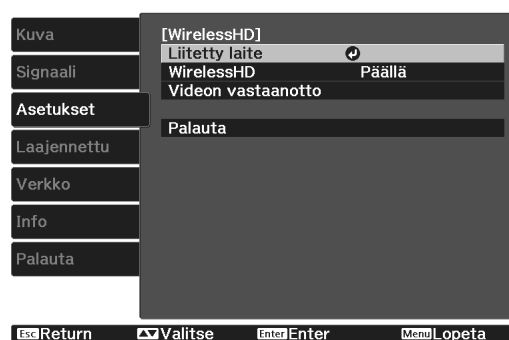 Kuva
Signaali
Asetukset
Laajennettu
Verkko
Info
Palauta
[WirelessHD]
Liitetty laite
WirelessHD Päällä
Videon vastaanotto
Palauta
Esc Return Valitse Enter Enter Menu Lopeta